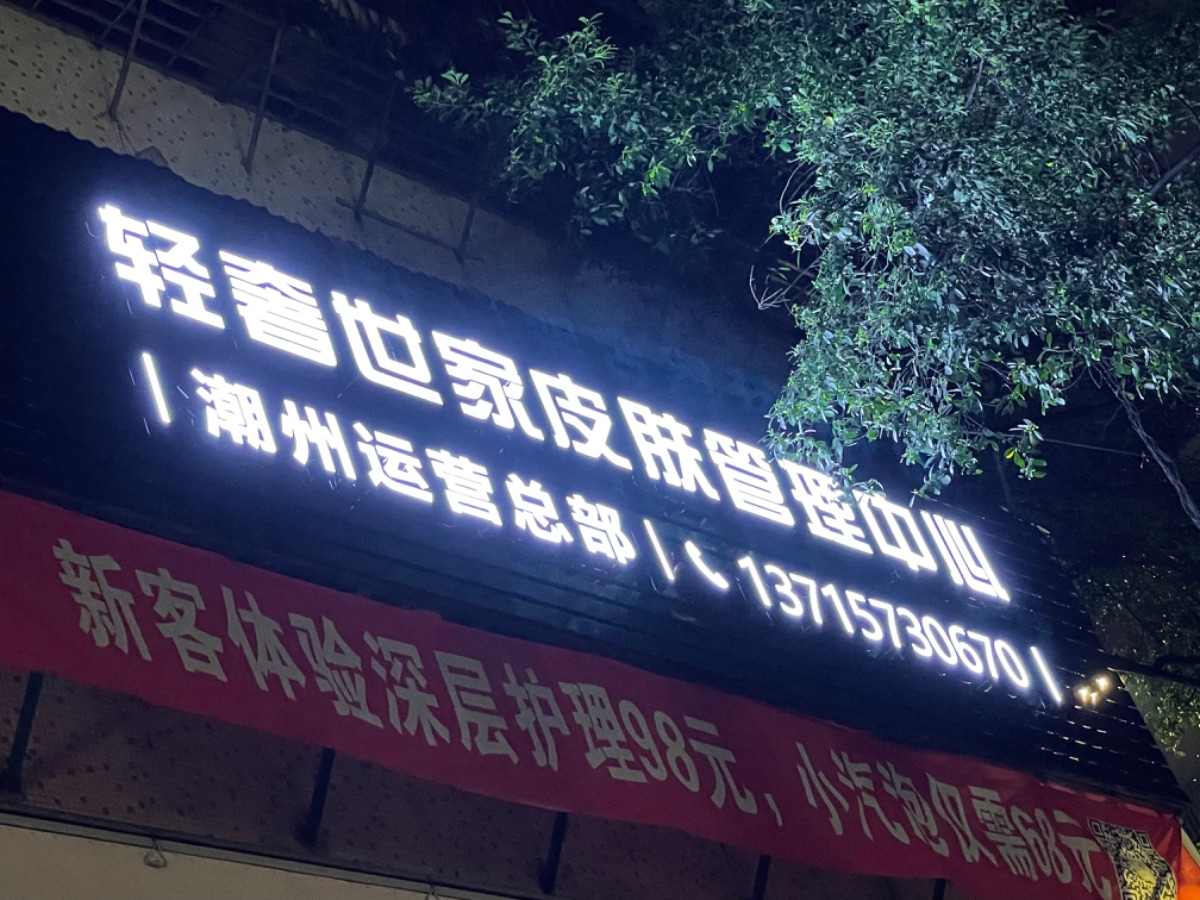 轻奢世家皮肤管理中心
潮州运营总部 13715730670
新客体验深层护理98元，小汽泡仅需68元